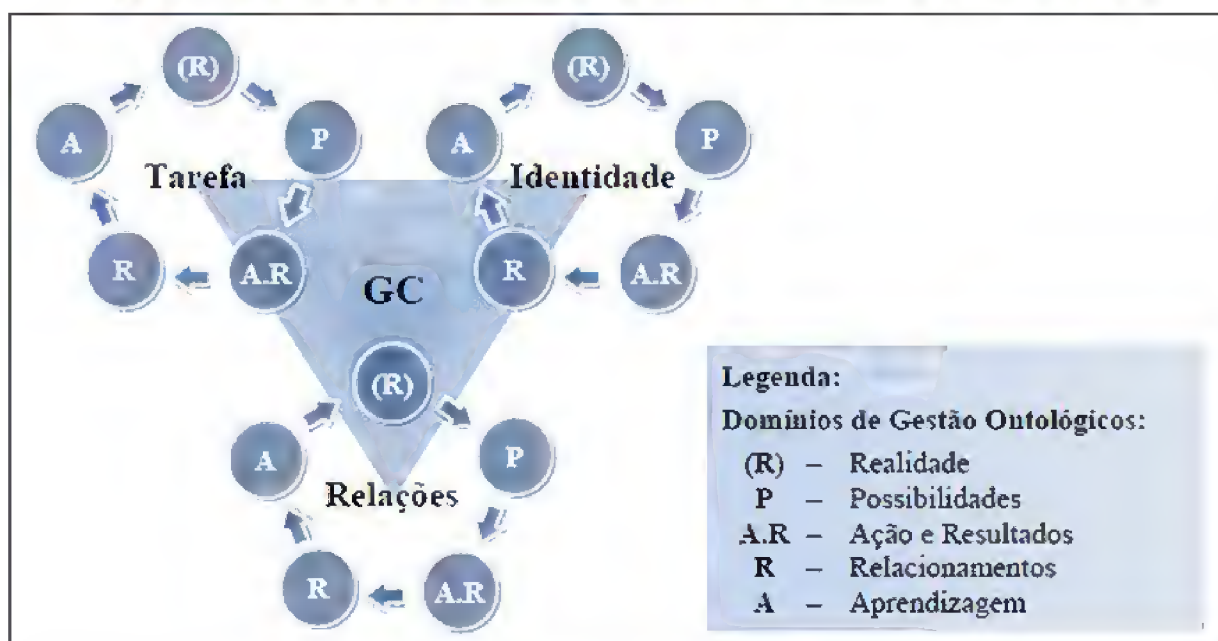 (R)
(R)
A
P
A
P
Tarefa
Identidade
R
A.R
GC
R
A.R
(R)
A
P
Relações
R
A.R
Legenda:
Domínios de Gestão Ontológicos:
(R) – Realidade
P – Possibilidades
A.R – Ação e Resultados
R – Relacionamentos
A – Aprendizagem